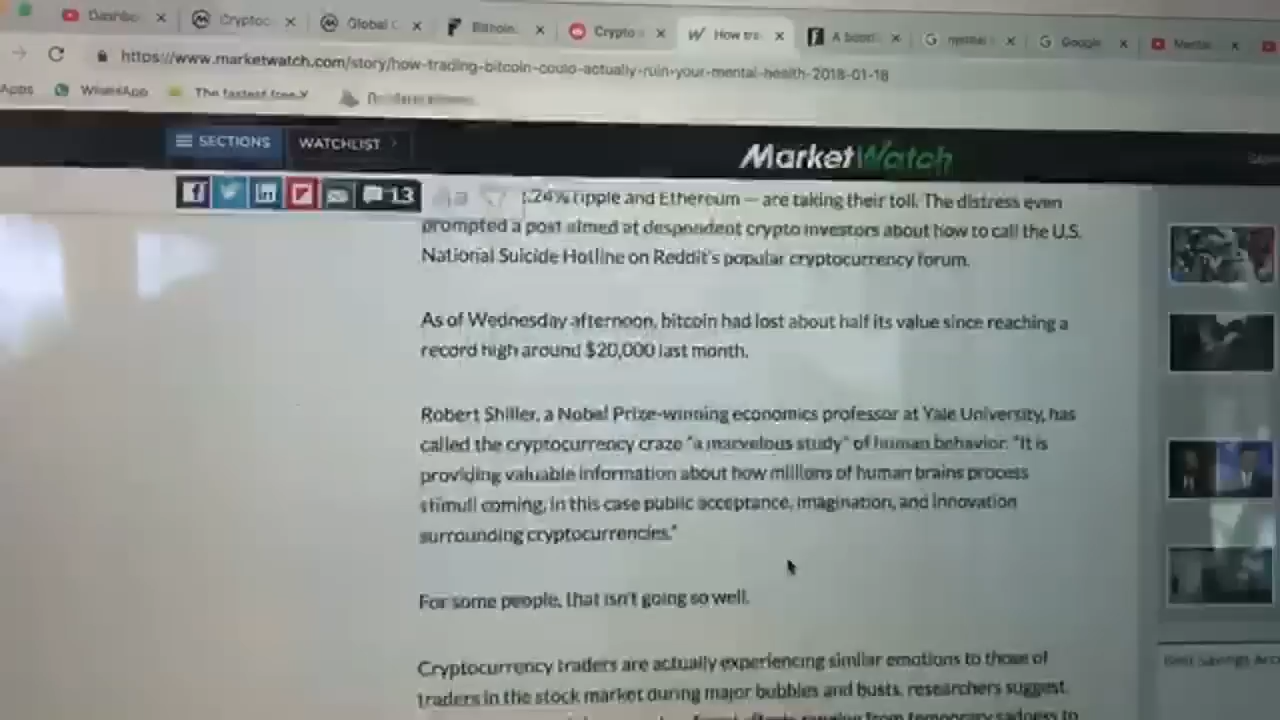 Dashbo
Cryptoc
Global C
Bitcoin.
Crypto
How tra
A boost
Google
Mental
https://www.marketwatch.com/story/how-trading-bitcoin-could-actually-ruin-your-mental-health-2018-01-18
Apps WhatsApp The fastest free Y
SECTIONS WATCHLIST MarketWatch
13
.24% ripple and Ethereum — are taking their toll. The distress even
prompted a post aimed at despondent crypto investors about how to call the U.S.
National Suicide Hotline on Reddit's popular cryptocurrency forum.
As of Wednesday afternoon, bitcoin had lost about half its value since reaching a
record high around $20,000 last month.
Robert Shiller, a Nobel Prize-winning economics professor at Yale University, has
called the cryptocurrency craze "a marvelous study" of human behavior: "It is
providing valuable information about how millions of human brains process
stimuli coming, in this case public acceptance, imagination, and innovation
surrounding cryptocurrencies."
For some people, that isn't going so well.
Cryptocurrency traders are actually experiencing similar emotions to those of
traders in the stock market during major bubbles and busts, researchers suggest.
from temporary sadness to